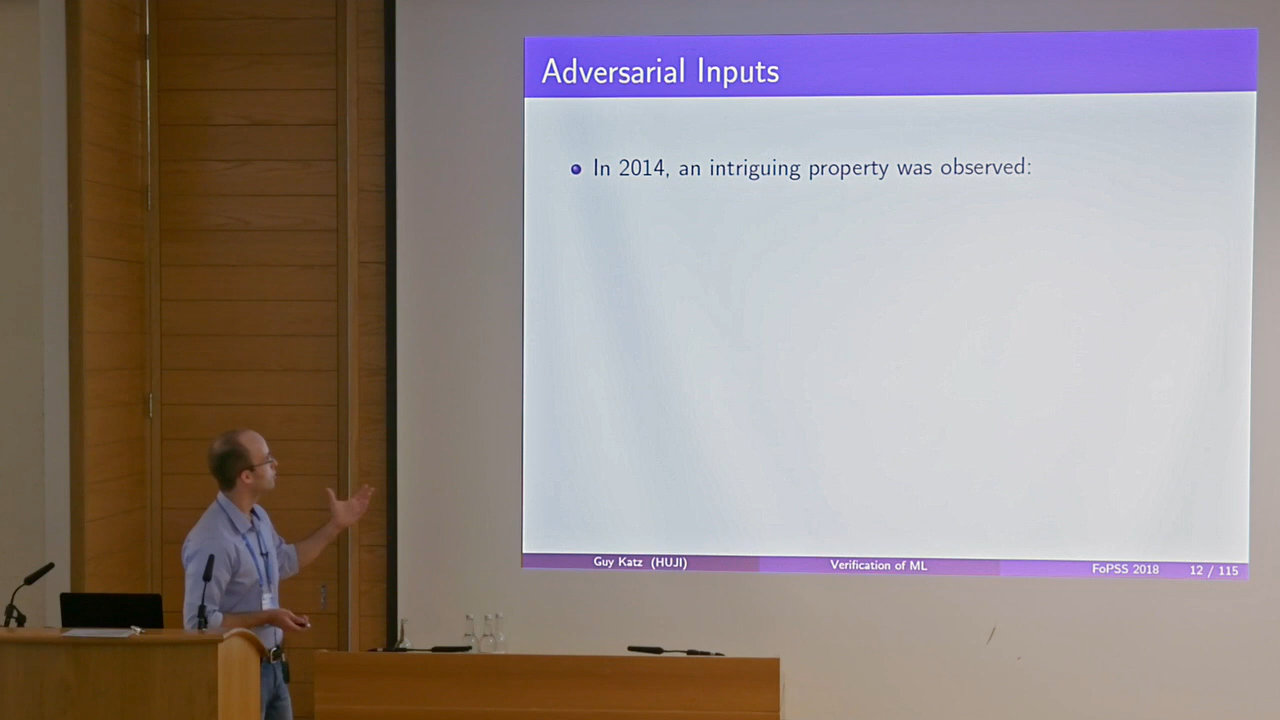 Adversarial Inputs
In 2014, an intriguing property was observed:
Guy Katz (HUJI) Verification of ML FoPSS 2018 12 / 115